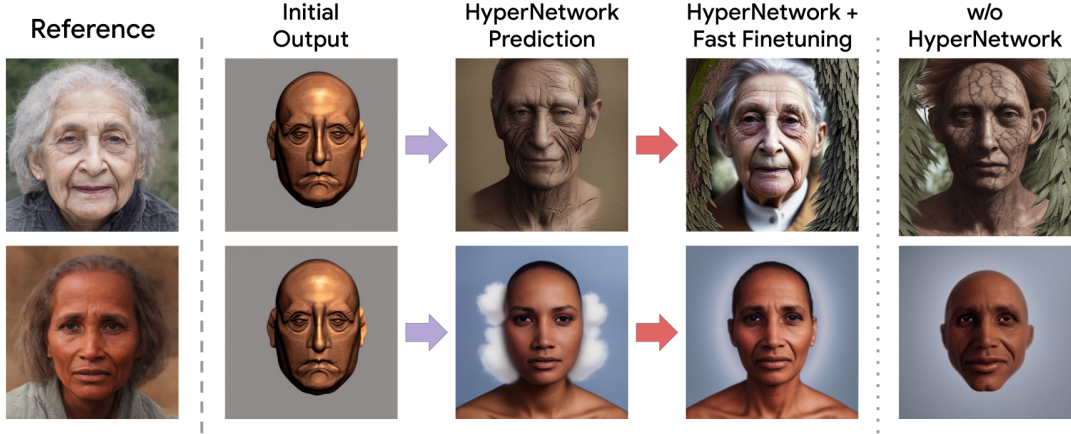 Reference
Initial
Output
HyperNetwork
Prediction
HyperNetwork +
Fast Finetuning
w/o
HyperNetwork